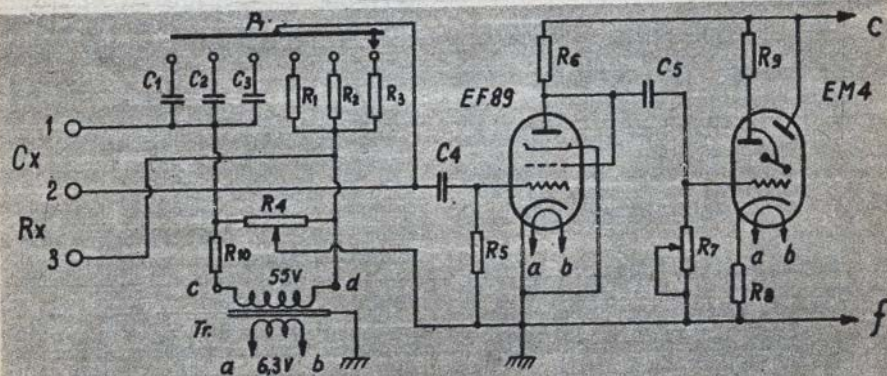 Pr.
C
C1 C2 C3 R1 R2 R3
R6
C5
R9
EF89
EM4
1
Cx
2
C4
R4
Rx
3
R10
R5
a b
R7
a b
R8
c 55V d
Tr.
f
a 6,3V b